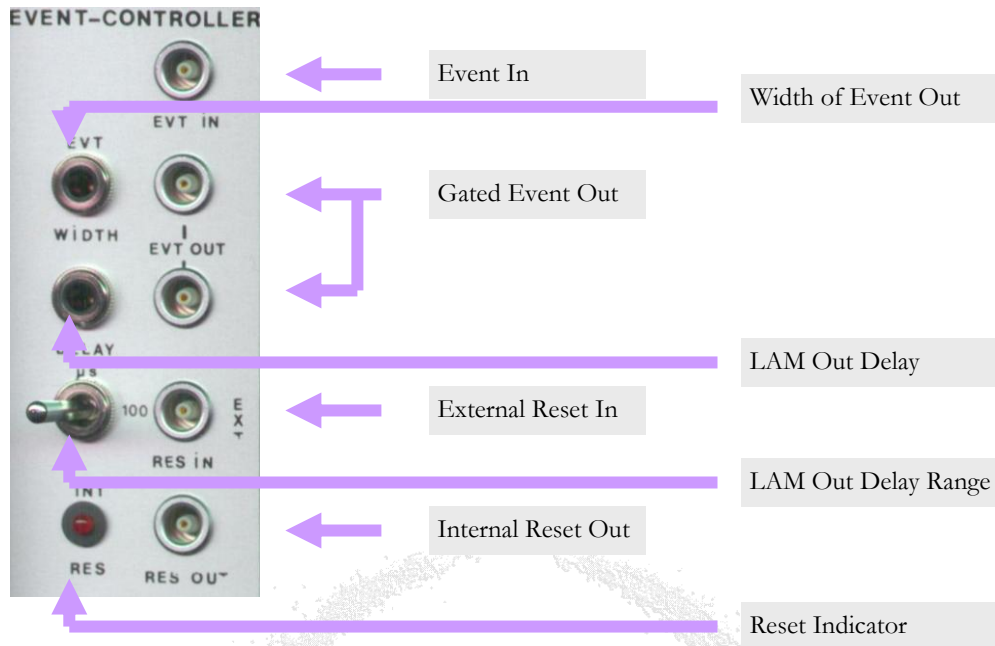 EVENT-CONTROLLER
Event In
Width of Event Out
EVT IN
EVT
Gated Event Out
WIDTH
EVT OUT
DELAY
µs
LAM Out Delay
100
EXT
External Reset In
RES IN
LAM Out Delay Range
INT
Internal Reset Out
RES
RES OUT
Reset Indicator